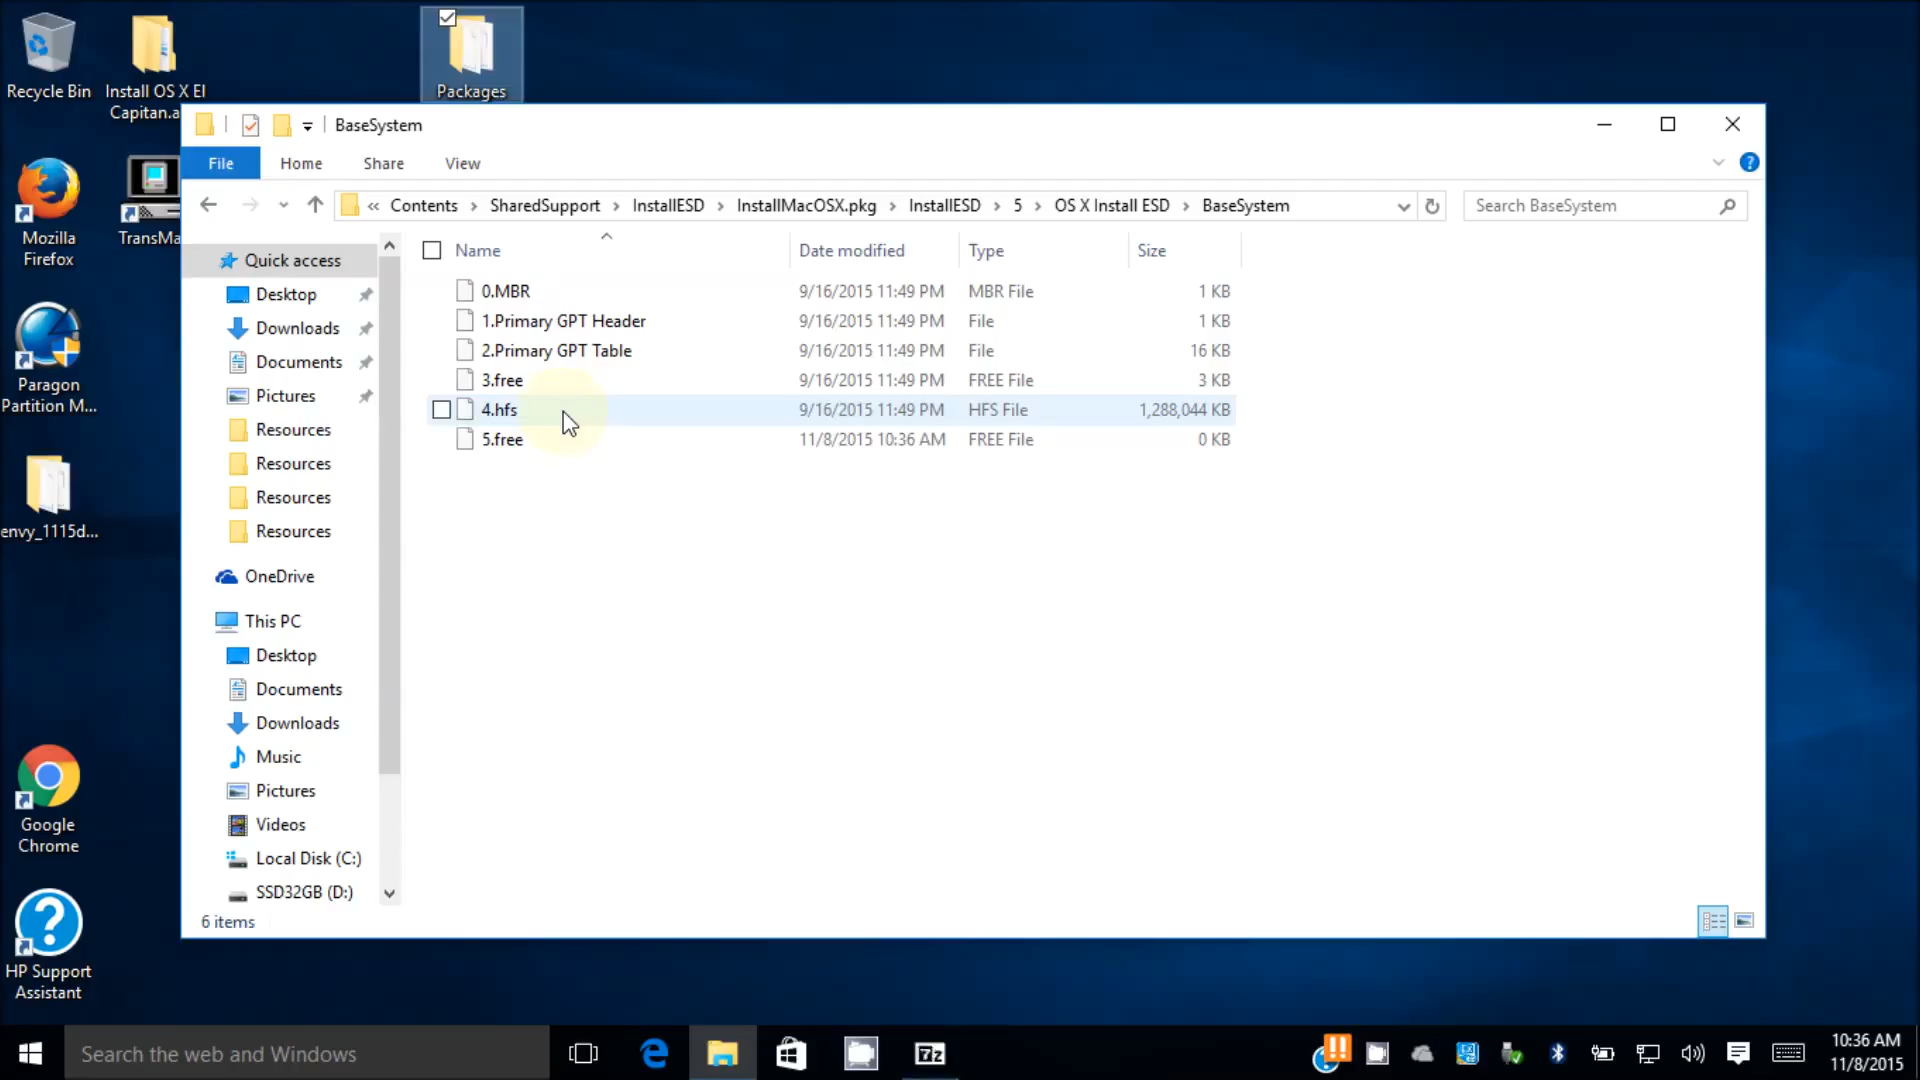 Recycle Bin
Install OS X El
Capitan.a
Packages
Mozilla
Firefox
TransMa
Paragon
Partition M...
envy_1115d...
Google
Chrome
HP Support
Assistant
BaseSystem
File Home Share View
« Contents › SharedSupport › InstallESD › InstallMacOSX.pkg › InstallESD › 5 › OS X Install ESD › BaseSystem
Search BaseSystem
Quick access
Desktop
Downloads
Documents
Pictures
Resources
Resources
Resources
Resources
OneDrive
This PC
Desktop
Documents
Downloads
Music
Pictures
Videos
Local Disk (C:)
SSD32GB (D:)
Name Date modified Type Size
0.MBR 9/16/2015 11:49 PM MBR File 1 KB
1.Primary GPT Header 9/16/2015 11:49 PM File 1 KB
2.Primary GPT Table 9/16/2015 11:49 PM File 16 KB
3.free 9/16/2015 11:49 PM FREE File 3 KB
4.hfs 9/16/2015 11:49 PM HFS File 1,288,044 KB
5.free 11/8/2015 10:36 AM FREE File 0 KB
6 items
Search the web and Windows
7z
10:36 AM
11/8/2015